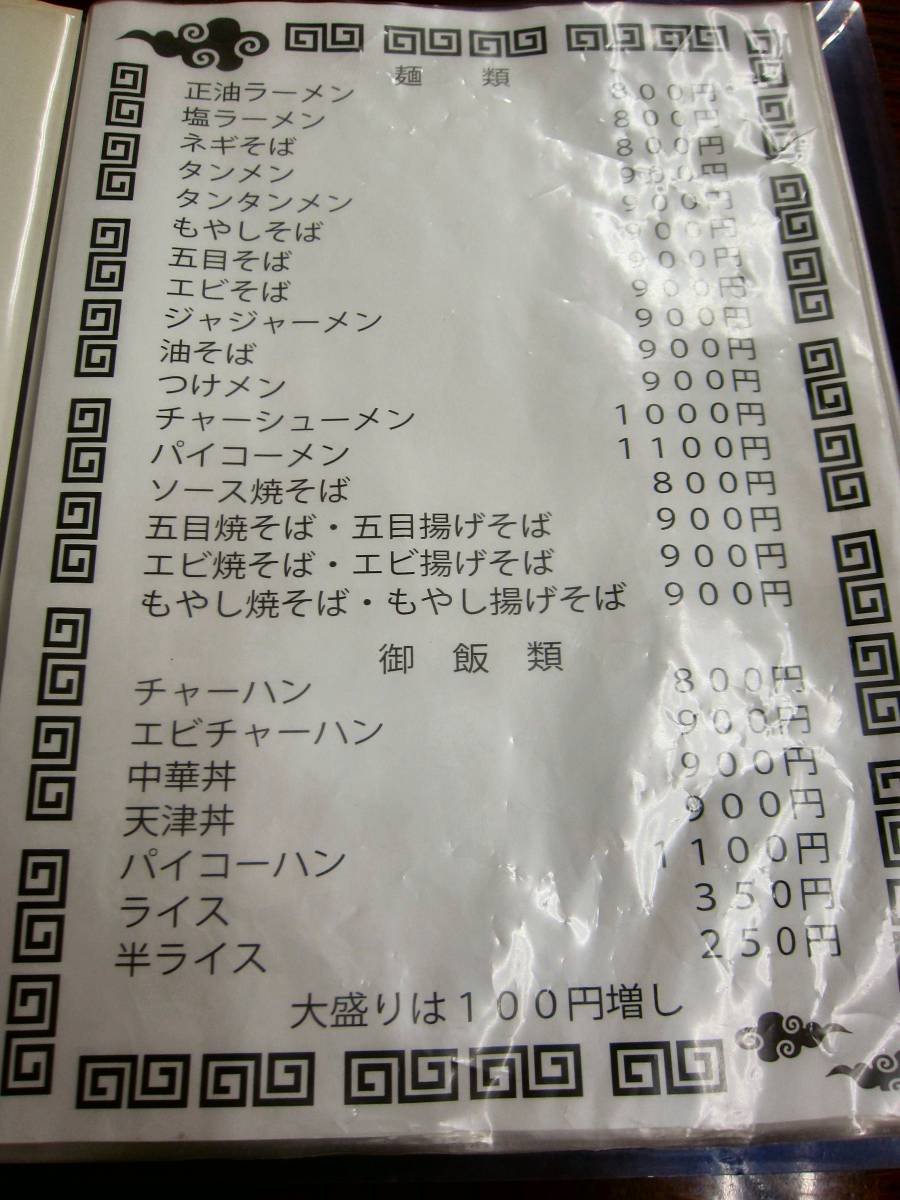 麺　類
正油ラーメン　８００円
塩ラーメン　８００円
ネギそば　８００円
タンメン　９００円
タンタンメン　９００円
もやしそば　９００円
五目そば　９００円
エビそば　９００円
ジャジャーメン　９００円
油そば　９００円
つけメン　９００円
チャーシューメン　１０００円
パイコーメン　１１００円
ソース焼そば　８００円
五目焼そば・五目揚げそば　９００円
エビ焼そば・エビ揚げそば　９００円
もやし焼そば・もやし揚げそば　９００円
御　飯　類
チャーハン　８００円
エビチャーハン　９００円
中華丼　９００円
天津丼　９００円
パイコーハン　１１００円
ライス　３５０円
半ライス　２５０円
大盛りは１００円増し